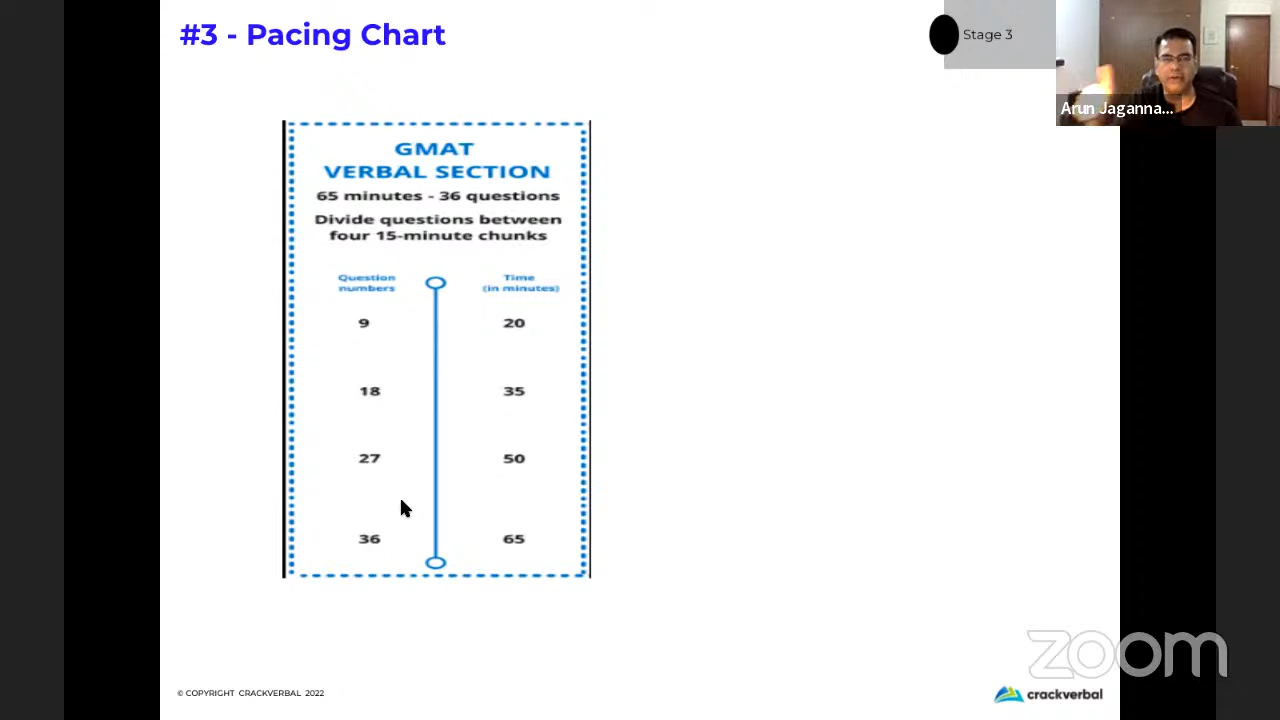 #3 - Pacing Chart
Stage 3
Arun Jaganna...
GMAT
VERBAL SECTION
65 minutes - 36 questions
Divide questions between
four 15-minute chunks
Question numbers
Time (in minutes)
9 20
18 35
27 50
36 65
zoom
© COPYRIGHT CRACKVERBAL 2022
crackverbal